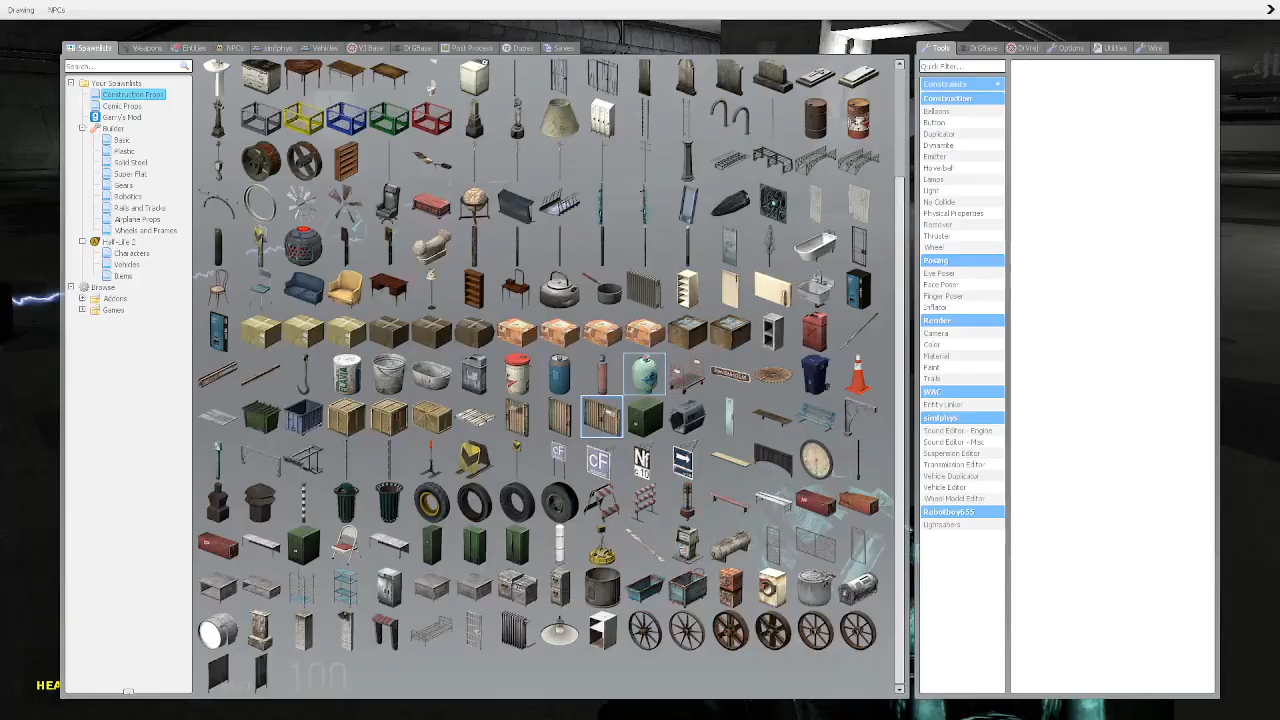 Drawing NPCs
Spawnlists Weapons Entities NPCs simfphys Vehicles VJ Base DrGBase Post Process Dupes Saves
Tools DrGBase DrVrej Options Utilities Wire
Search...
Quick Filter...
Your Spawnlists
Construction Props
Comic Props
Garry's Mod
Builder
Basic
Plastic
Solid Steel
Super Flat
Gears
Robotics
Rails and Tracks
Airplane Props
Wheels and Frames
Half-Life 2
Characters
Vehicles
Items
Browse
Addons
Games
RAVENHOLM
cF
cF
Constraints
Construction
Balloons
Button
Duplicator
Dynamite
Emitter
Hoverball
Lamps
Light
No Collide
Physical Properties
Remover
Thruster
Wheel
Posing
Eye Poser
Face Poser
Finger Poser
Inflator
Render
Camera
Color
Material
Paint
Trails
WAC
Entity Linker
simfphys
Sound Editor - Engine
Sound Editor - Misc
Suspension Editor
Transmission Editor
Vehicle Duplicator
Vehicle Editor
Wheel Model Editor
Robotboy655
Lightsabers
HEA
100